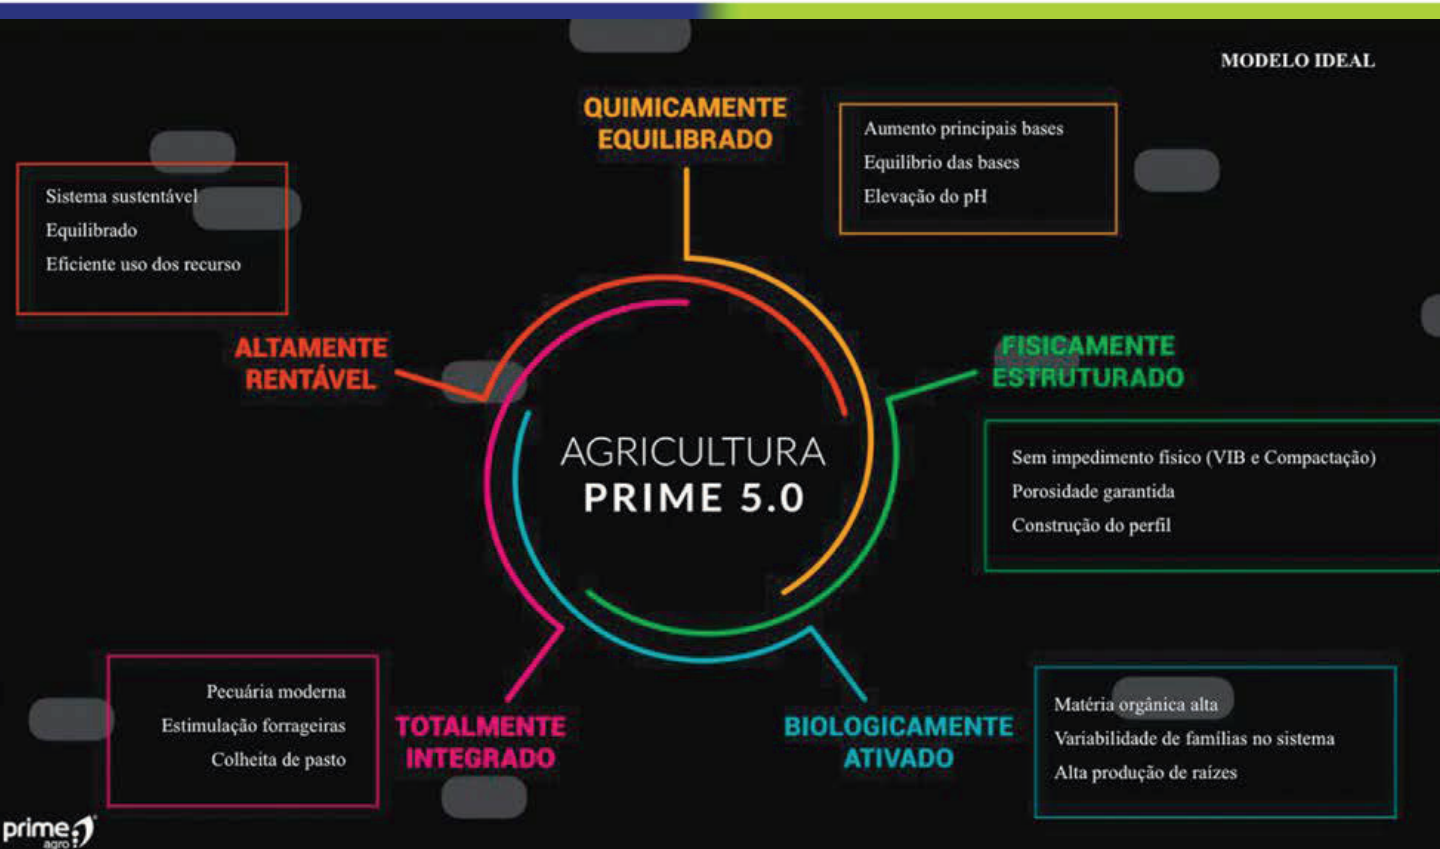 MODELO IDEAL
QUIMICAMENTE
EQUILIBRADO
Aumento principais bases
Equilíbrio das bases
Elevação do pH
Sistema sustentável
Equilibrado
Eficiente uso dos recurso
ALTAMENTE
RENTÁVEL
FISICAMENTE
ESTRUTURADO
AGRICULTURA
PRIME 5.0
Sem impedimento físico (VIB e Compactação)
Porosidade garantida
Construção do perfil
Pecuária moderna
Estimulação forrageiras
Colheita de pasto
TOTALMENTE
INTEGRADO
BIOLOGICAMENTE
ATIVADO
Matéria orgânica alta
Variabilidade de famílias no sistema
Alta produção de raízes
prime
agro